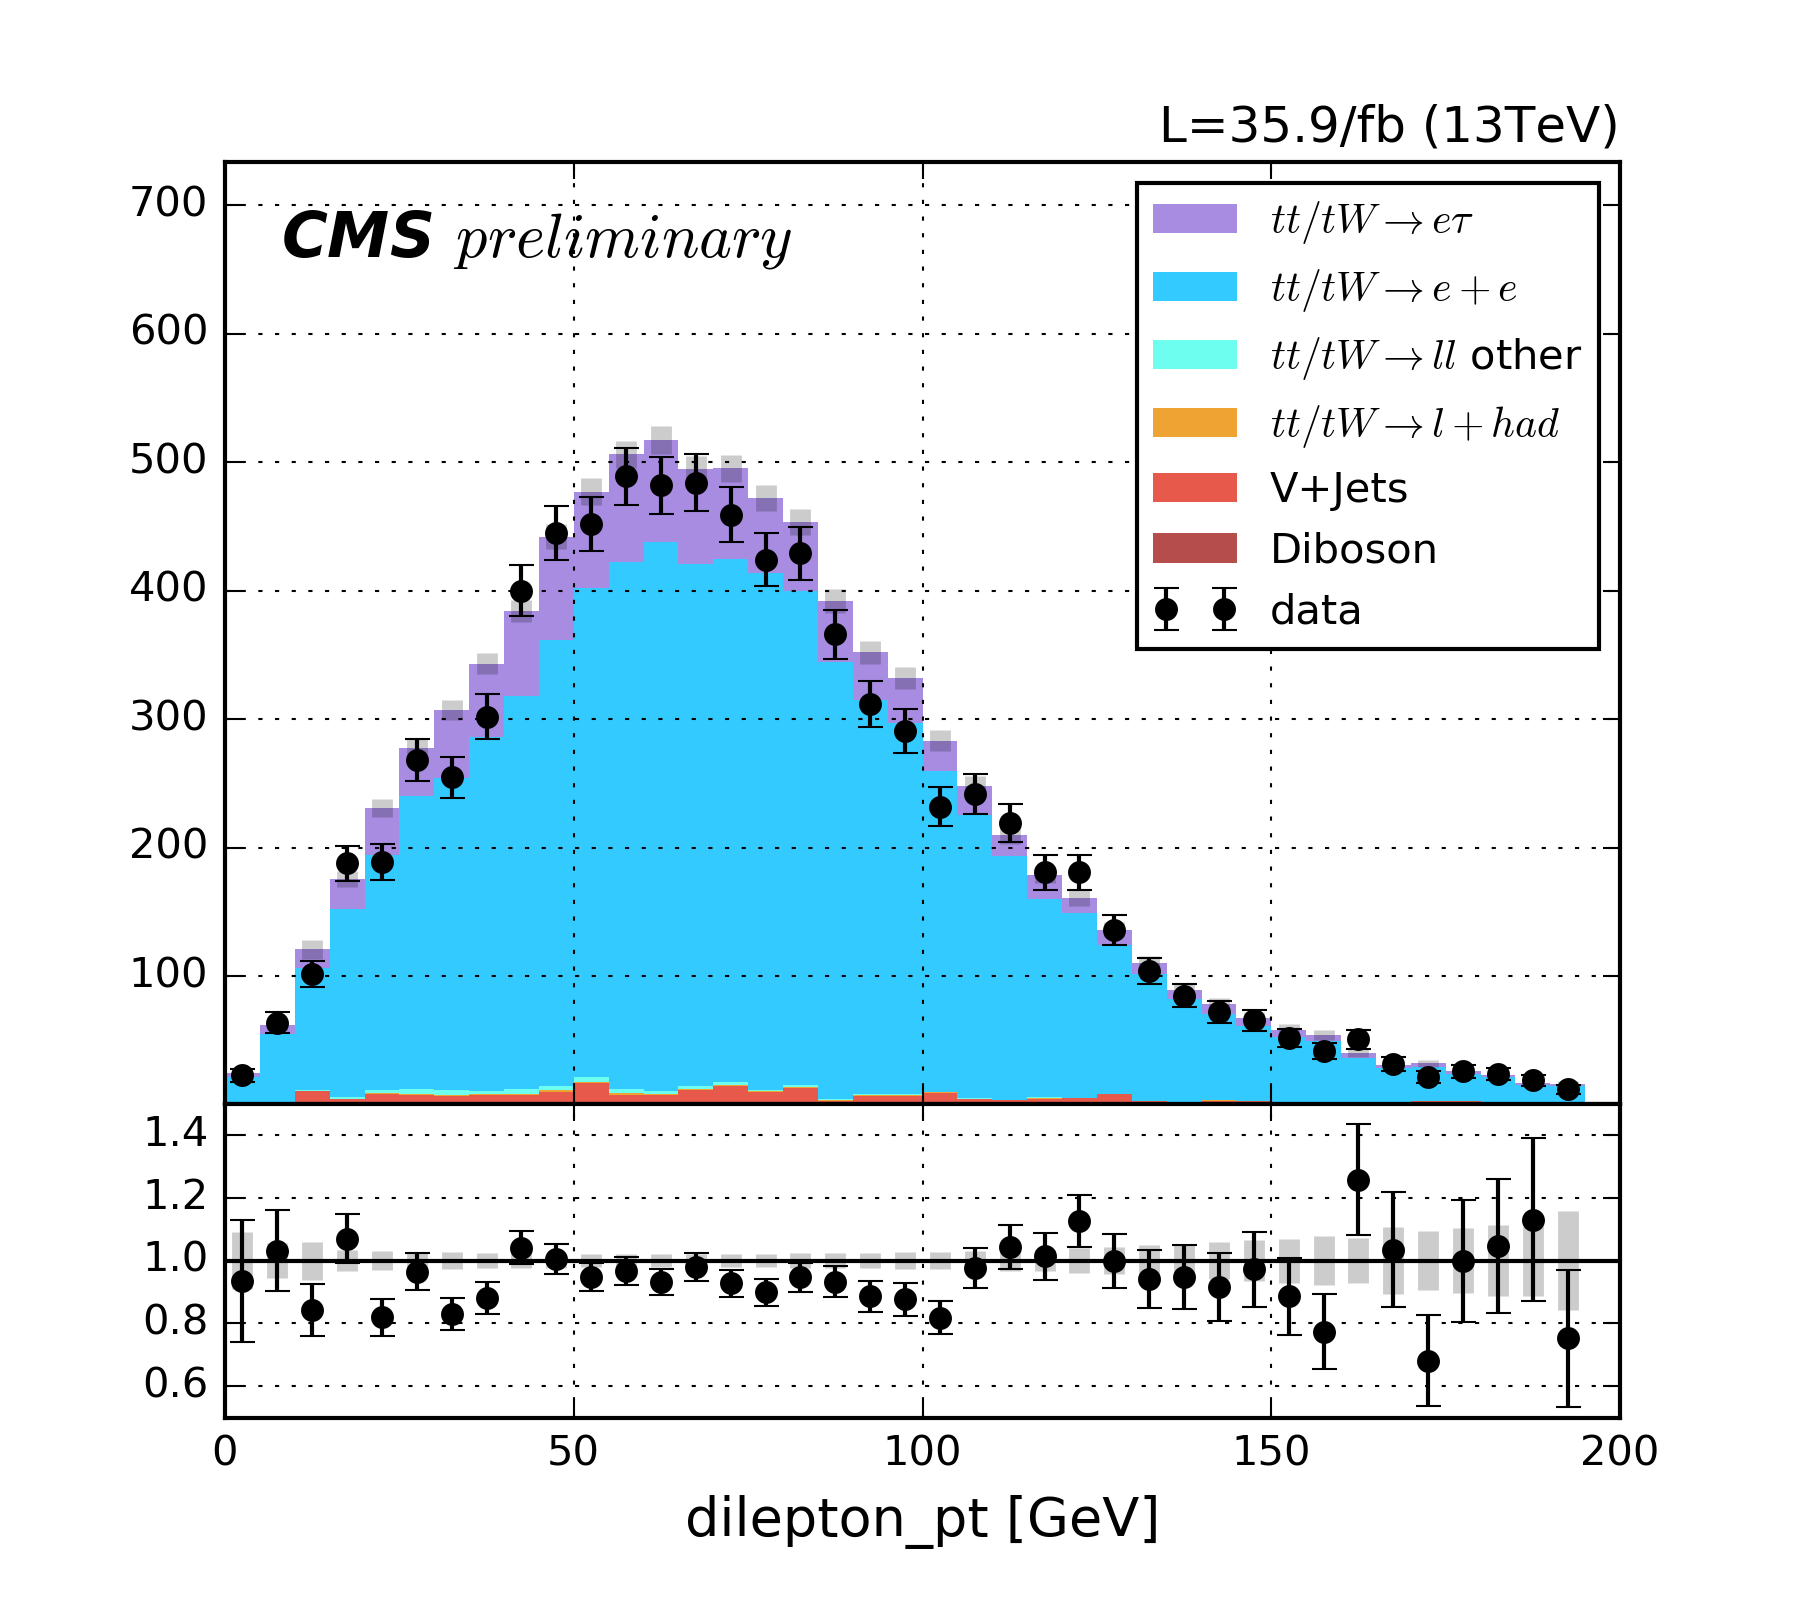 L=35.9/fb (13TeV)
CMS preliminary
700
600
500
400
300
200
100
tt/tW→eτ
tt/tW→e+e
tt/tW→ll other
tt/tW→l+had
V+Jets
Diboson
data
1.4
1.2
1.0
0.8
0.6
0 50 100 150 200
dilepton_pt [GeV]